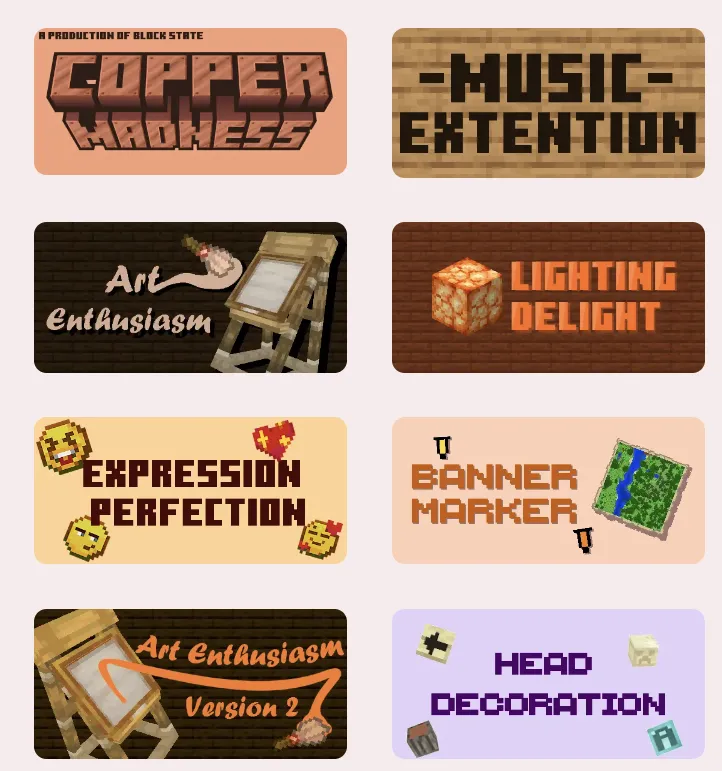 A PRODUCTION OF BLOCK STATE
COPPER
MADNESS
-MUSIC-
EXTENTION
Art
Enthusiasm
LIGHTING
DELIGHT
EXPRESSION
PERFECTION
BANNER
MARKER
Art Enthusiasm
Version 2
HEAD
DECORATION
A